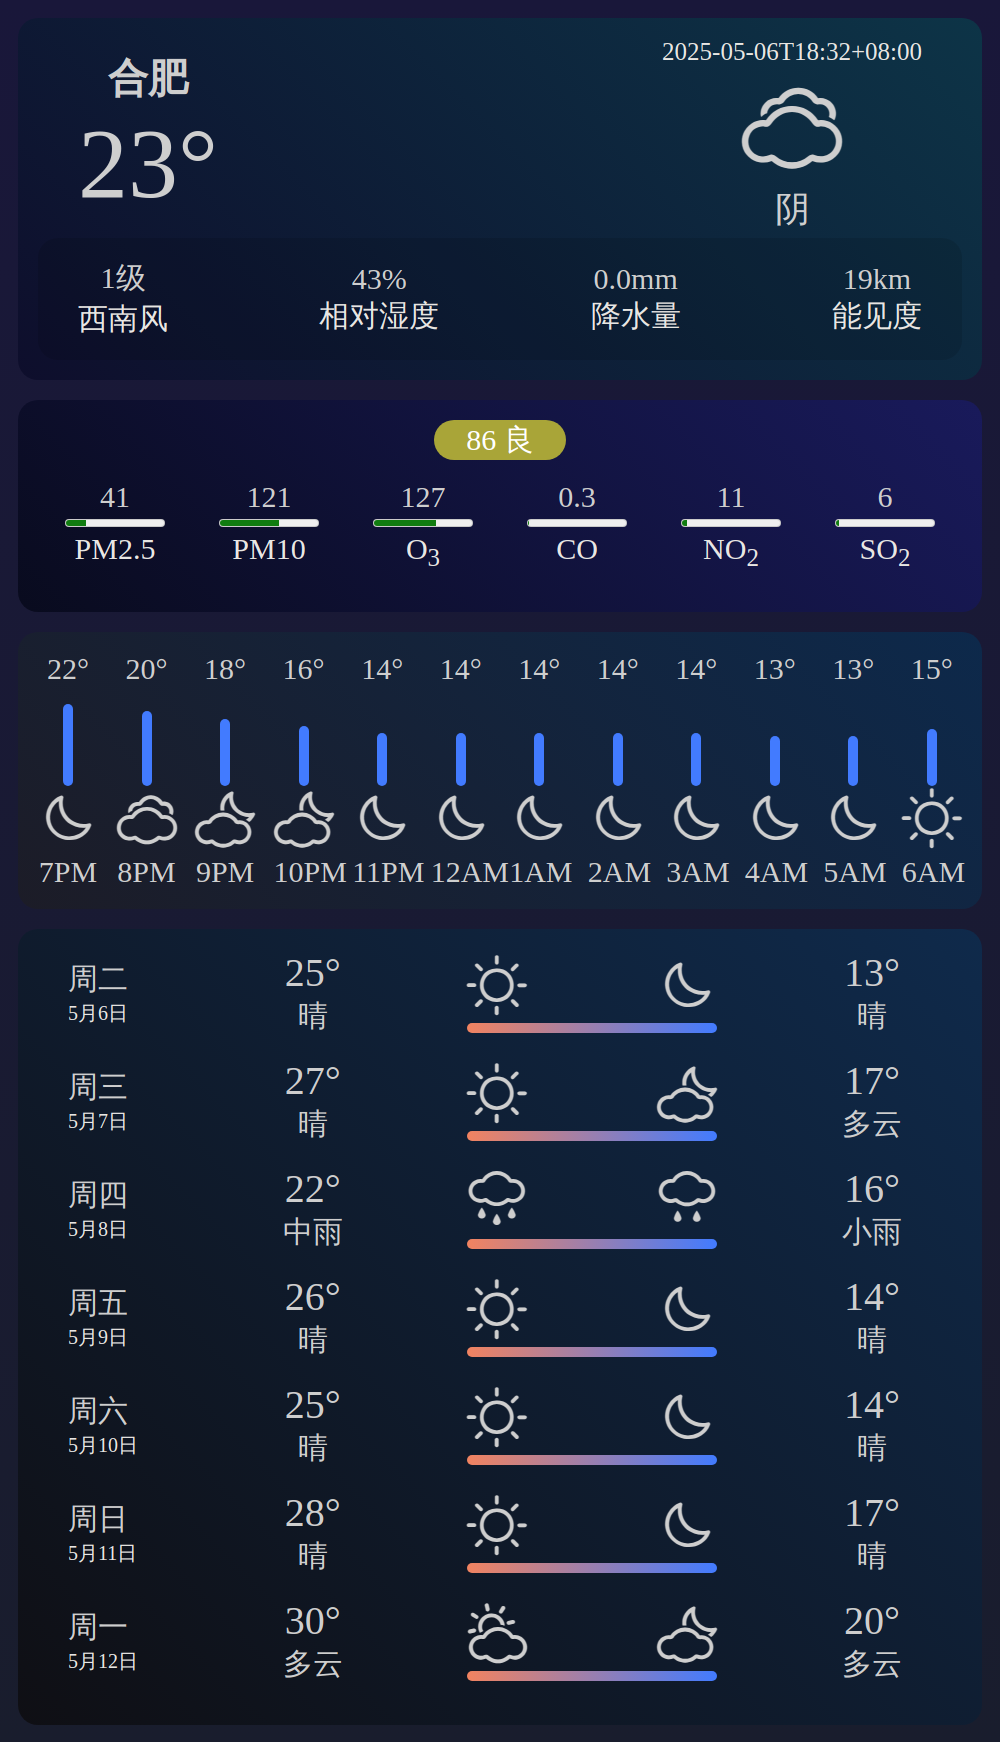 合肥
23°
2025-05-06T18:32+08:00
阴
1级 43% 0.0mm 19km
西南风 相对湿度 降水量 能见度
86 良
41 121 127 0.3 11 6
PM2.5 PM10 O3 CO NO2 SO2
22° 20° 18° 16° 14° 14° 14° 14° 14° 13° 13° 15°
7PM 8PM 9PM 10PM 11PM 12AM 1AM 2AM 3AM 4AM 5AM 6AM
周二 25° 13°
5月6日 晴 晴
周三 27° 17°
5月7日 晴 多云
周四 22° 16°
5月8日 中雨 小雨
周五 26° 14°
5月9日 晴 晴
周六 25° 14°
5月10日 晴 晴
周日 28° 17°
5月11日 晴 晴
周一 30° 20°
5月12日 多云 多云